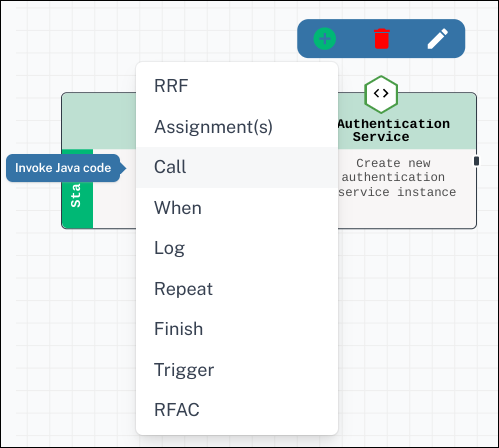 RRF
Assignment(s)
Call
When
Log
Repeat
Finish
Trigger
RFAC
Invoke Java code
Sta
<>
Authentication
Service
Create new
authentication
service instance